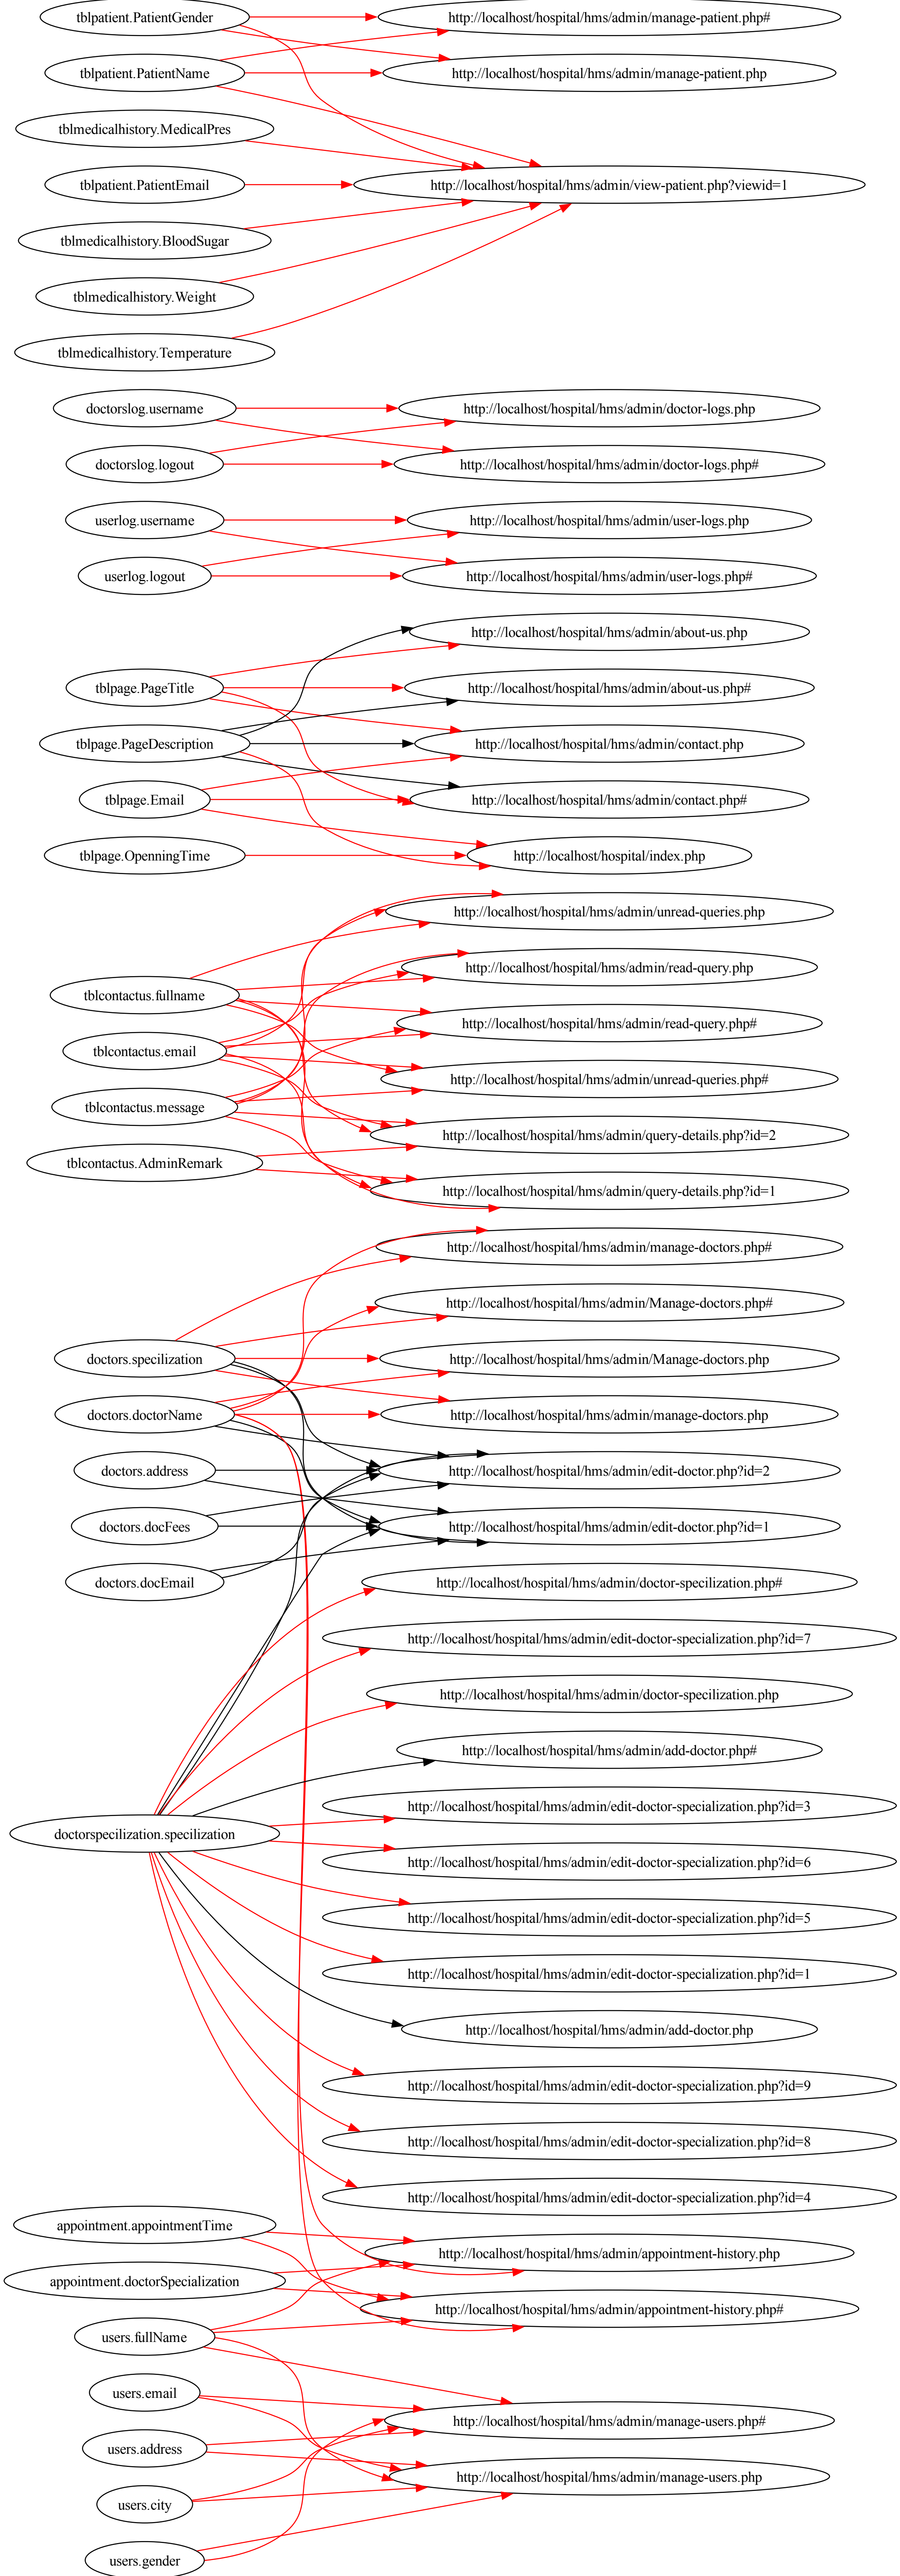 tblpatient.PatientGender
http://localhost/hospital/hms/admin/manage-patient.php#
tblpatient.PatientName
http://localhost/hospital/hms/admin/manage-patient.php
tblmedicalhistory.MedicalPres
tblpatient.PatientEmail
http://localhost/hospital/hms/admin/view-patient.php?viewid=1
tblmedicalhistory.BloodSugar
tblmedicalhistory.Weight
tblmedicalhistory.Temperature
doctorslog.username
http://localhost/hospital/hms/admin/doctor-logs.php
doctorslog.logout
http://localhost/hospital/hms/admin/doctor-logs.php#
userlog.username
http://localhost/hospital/hms/admin/user-logs.php
userlog.logout
http://localhost/hospital/hms/admin/user-logs.php#
http://localhost/hospital/hms/admin/about-us.php
tblpage.PageTitle
http://localhost/hospital/hms/admin/about-us.php#
tblpage.PageDescription
http://localhost/hospital/hms/admin/contact.php
tblpage.Email
http://localhost/hospital/hms/admin/contact.php#
tblpage.OpenningTime
http://localhost/hospital/index.php
http://localhost/hospital/hms/admin/unread-queries.php
http://localhost/hospital/hms/admin/read-query.php
tblcontactus.fullname
http://localhost/hospital/hms/admin/read-query.php#
tblcontactus.email
http://localhost/hospital/hms/admin/unread-queries.php#
tblcontactus.message
http://localhost/hospital/hms/admin/query-details.php?id=2
tblcontactus.AdminRemark
http://localhost/hospital/hms/admin/query-details.php?id=1
http://localhost/hospital/hms/admin/manage-doctors.php#
http://localhost/hospital/hms/admin/Manage-doctors.php#
doctors.specilization
http://localhost/hospital/hms/admin/Manage-doctors.php
doctors.doctorName
http://localhost/hospital/hms/admin/manage-doctors.php
doctors.address
http://localhost/hospital/hms/admin/edit-doctor.php?id=2
doctors.docFees
http://localhost/hospital/hms/admin/edit-doctor.php?id=1
doctors.docEmail
http://localhost/hospital/hms/admin/doctor-specilization.php#
http://localhost/hospital/hms/admin/edit-doctor-specialization.php?id=7
http://localhost/hospital/hms/admin/doctor-specilization.php
http://localhost/hospital/hms/admin/add-doctor.php#
http://localhost/hospital/hms/admin/edit-doctor-specialization.php?id=3
doctorspecilization.specilization
http://localhost/hospital/hms/admin/edit-doctor-specialization.php?id=6
http://localhost/hospital/hms/admin/edit-doctor-specialization.php?id=5
http://localhost/hospital/hms/admin/edit-doctor-specialization.php?id=1
http://localhost/hospital/hms/admin/add-doctor.php
http://localhost/hospital/hms/admin/edit-doctor-specialization.php?id=9
http://localhost/hospital/hms/admin/edit-doctor-specialization.php?id=8
http://localhost/hospital/hms/admin/edit-doctor-specialization.php?id=4
appointment.appointmentTime
http://localhost/hospital/hms/admin/appointment-history.php
appointment.doctorSpecialization
http://localhost/hospital/hms/admin/appointment-history.php#
users.fullName
users.email
http://localhost/hospital/hms/admin/manage-users.php#
users.address
http://localhost/hospital/hms/admin/manage-users.php
users.city
users.gender